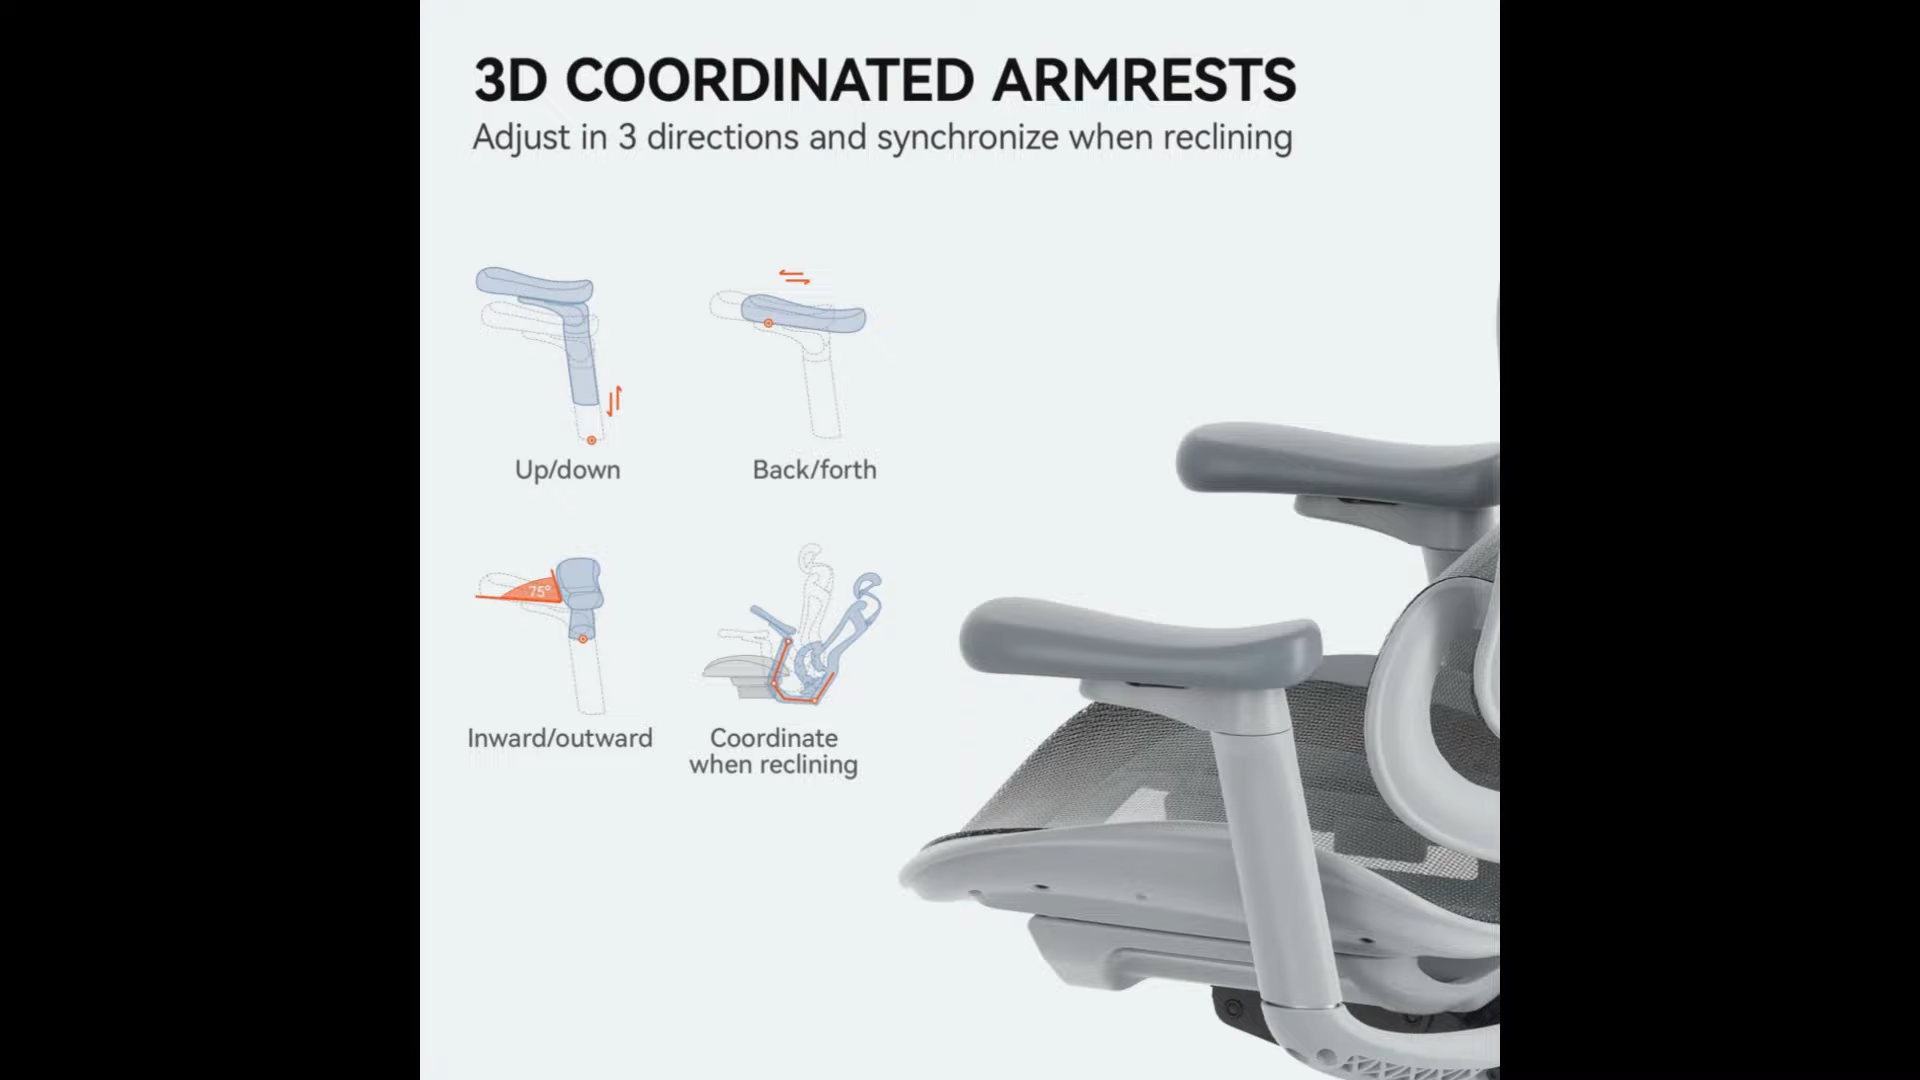 3D COORDINATED ARMRESTS
Adjust in 3 directions and synchronize when reclining
Up/down
Back/forth
75°
Inward/outward
Coordinate
when reclining